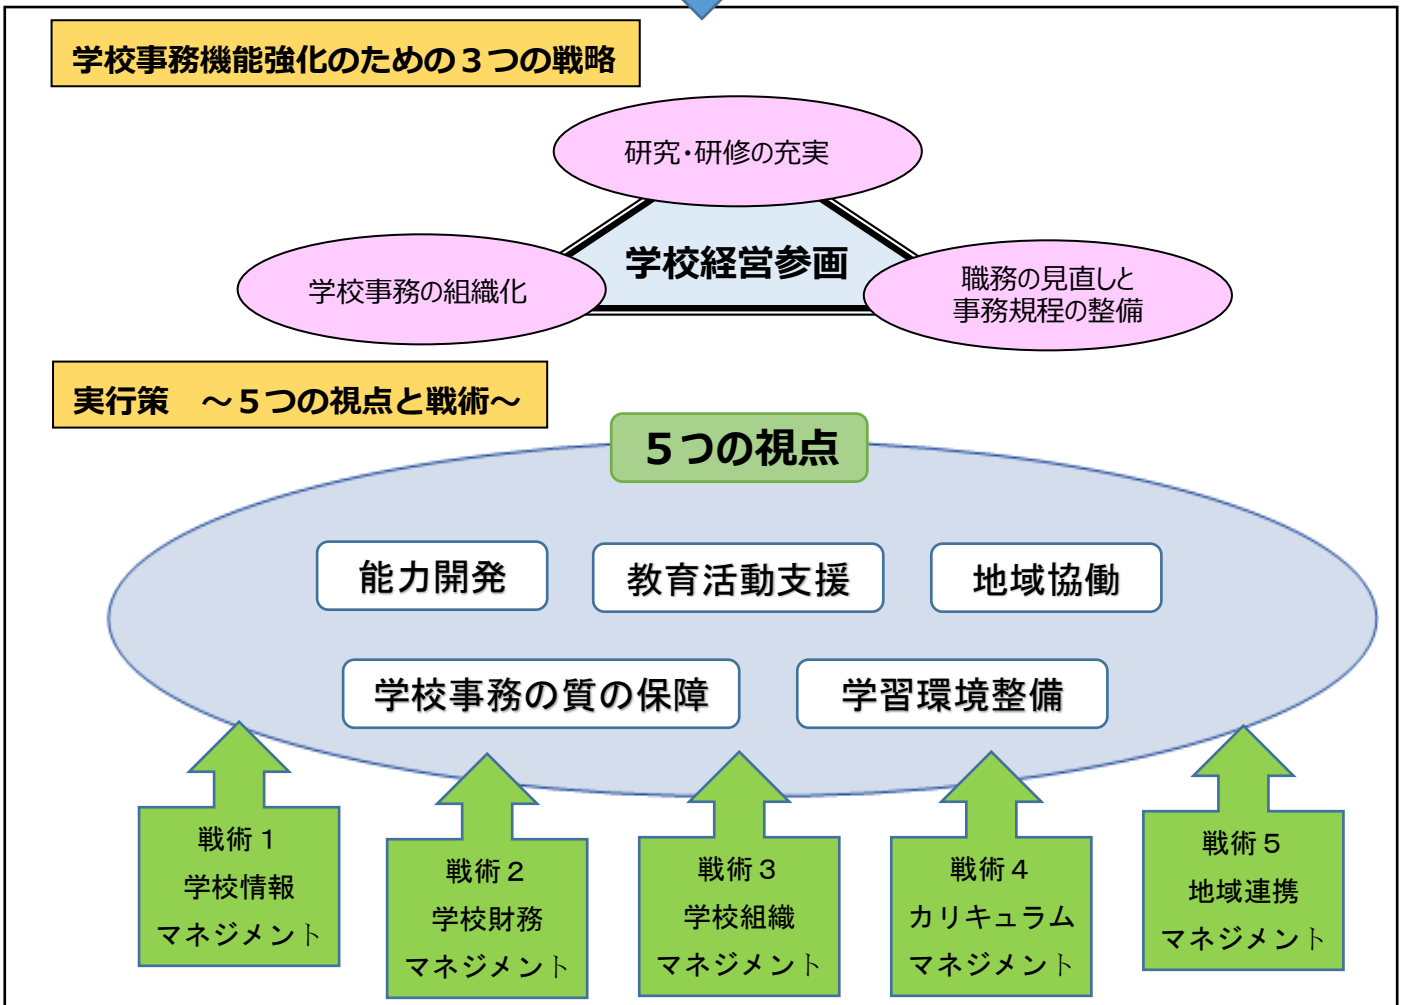 学校事務機能強化のための３つの戦略
研究・研修の充実
学校経営参画
学校事務の組織化
職務の見直しと
事務規程の整備
実行策　～５つの視点と戦術～
５つの視点
能力開発
教育活動支援
地域協働
学校事務の質の保障
学習環境整備
戦術１
学校情報
マネジメント
戦術２
学校財務
マネジメント
戦術３
学校組織
マネジメント
戦術４
カリキュラム
マネジメント
戦術５
地域連携
マネジメント